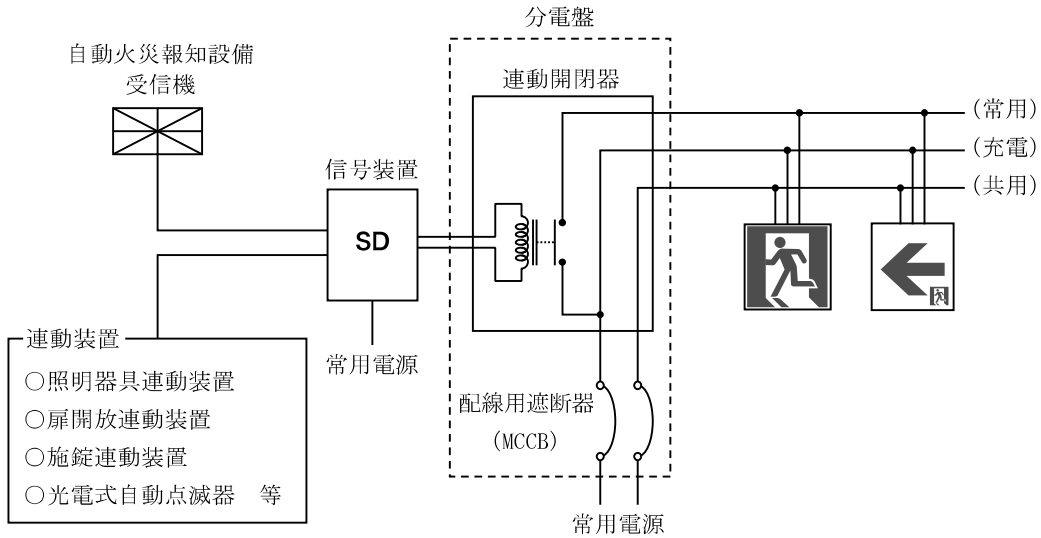 分電盤
自動火災報知設備
受信機
連動開閉器
(常用)
(充電)
(共用)
信号装置
SD
常用電源
連動装置
○照明器具連動装置
○扉開放連動装置
○施錠連動装置
○光電式自動点滅器　等
配線用遮断器
(MCCB)
常用電源